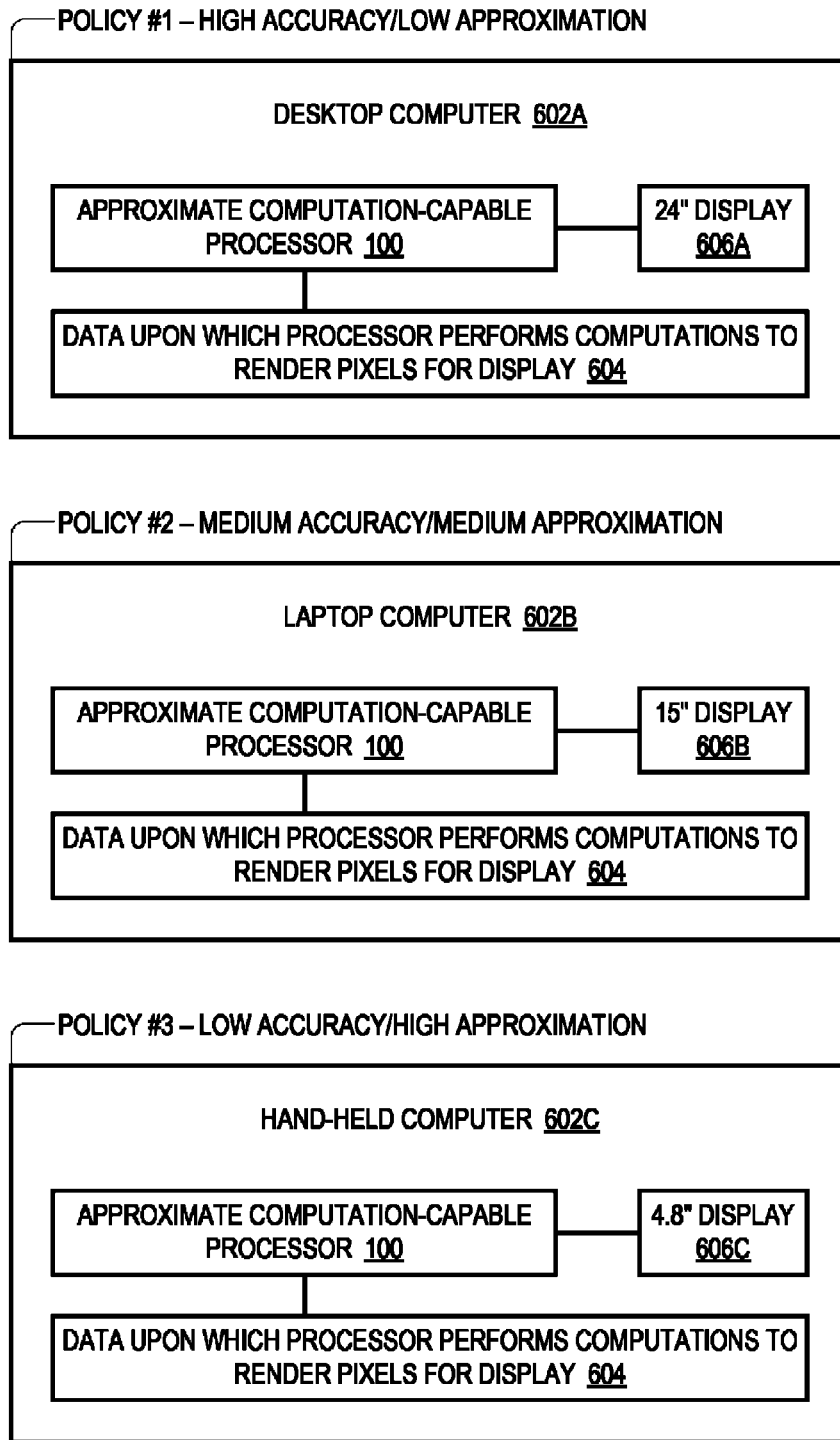 POLICY #1 – HIGH ACCURACY/LOW APPROXIMATION
DESKTOP COMPUTER 602A
APPROXIMATE COMPUTATION-CAPABLE
PROCESSOR 100
24" DISPLAY
606A
DATA UPON WHICH PROCESSOR PERFORMS COMPUTATIONS TO
RENDER PIXELS FOR DISPLAY 604
POLICY #2 – MEDIUM ACCURACY/MEDIUM APPROXIMATION
LAPTOP COMPUTER 602B
APPROXIMATE COMPUTATION-CAPABLE
PROCESSOR 100
15" DISPLAY
606B
DATA UPON WHICH PROCESSOR PERFORMS COMPUTATIONS TO
RENDER PIXELS FOR DISPLAY 604
POLICY #3 – LOW ACCURACY/HIGH APPROXIMATION
HAND-HELD COMPUTER 602C
APPROXIMATE COMPUTATION-CAPABLE
PROCESSOR 100
4.8" DISPLAY
606C
DATA UPON WHICH PROCESSOR PERFORMS COMPUTATIONS TO
RENDER PIXELS FOR DISPLAY 604